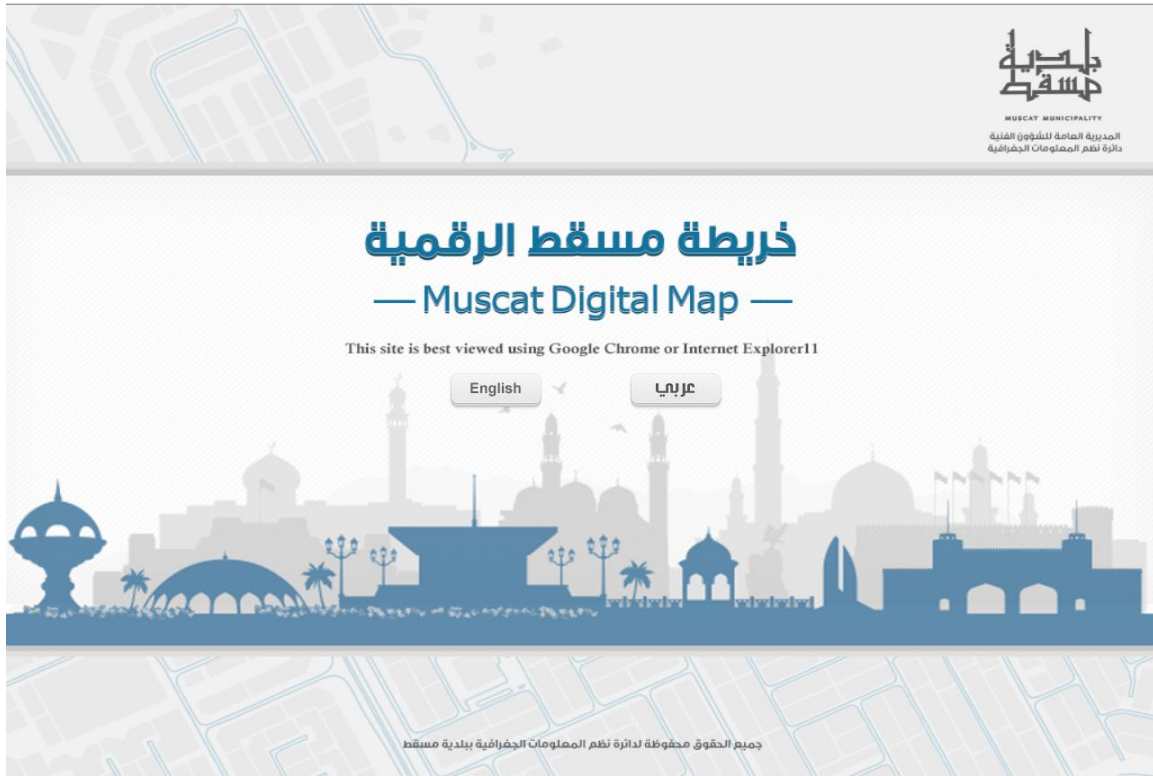 بلدية
مسقط
MUSCAT MUNICIPALITY
المديرية العامة للشؤون الفنية
دائرة نظم المعلومات الجغرافية
خريطة مسقط الرقمية
Muscat Digital Map
This site is best viewed using Google Chrome or Internet Explorer11
English
عربي
جميع الحقوق محفوظة لدائرة نظم المعلومات الجغرافية ببلدية مسقط